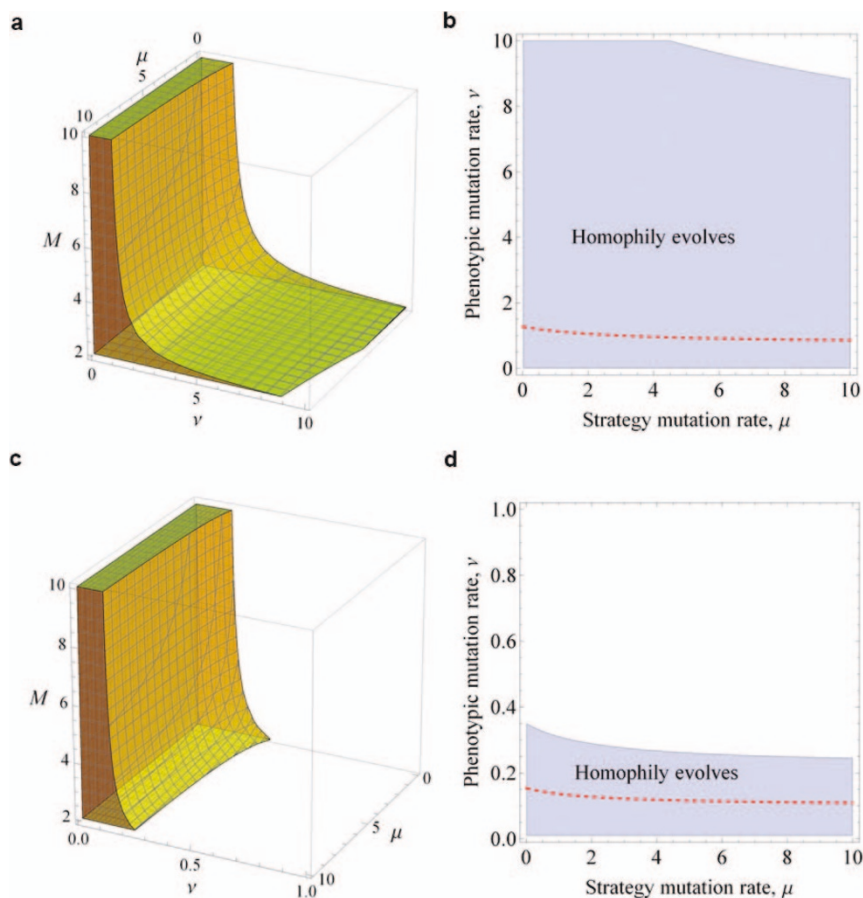 a
0
μ
5
10
10
8
M
6
4
2
0
5
ν
10
b
10
8
6
4
2
0
Phenotypic mutation rate, ν
Homophily evolves
0 2 4 6 8 10
Strategy mutation rate, μ
c
10
8
M
6
4
2
0.0
0.5
ν
1.0
0
5
μ
10
d
1.0
0.8
0.6
0.4
0.2
0.0
Phenotypic mutation rate, ν
Homophily evolves
0 2 4 6 8 10
Strategy mutation rate, μ